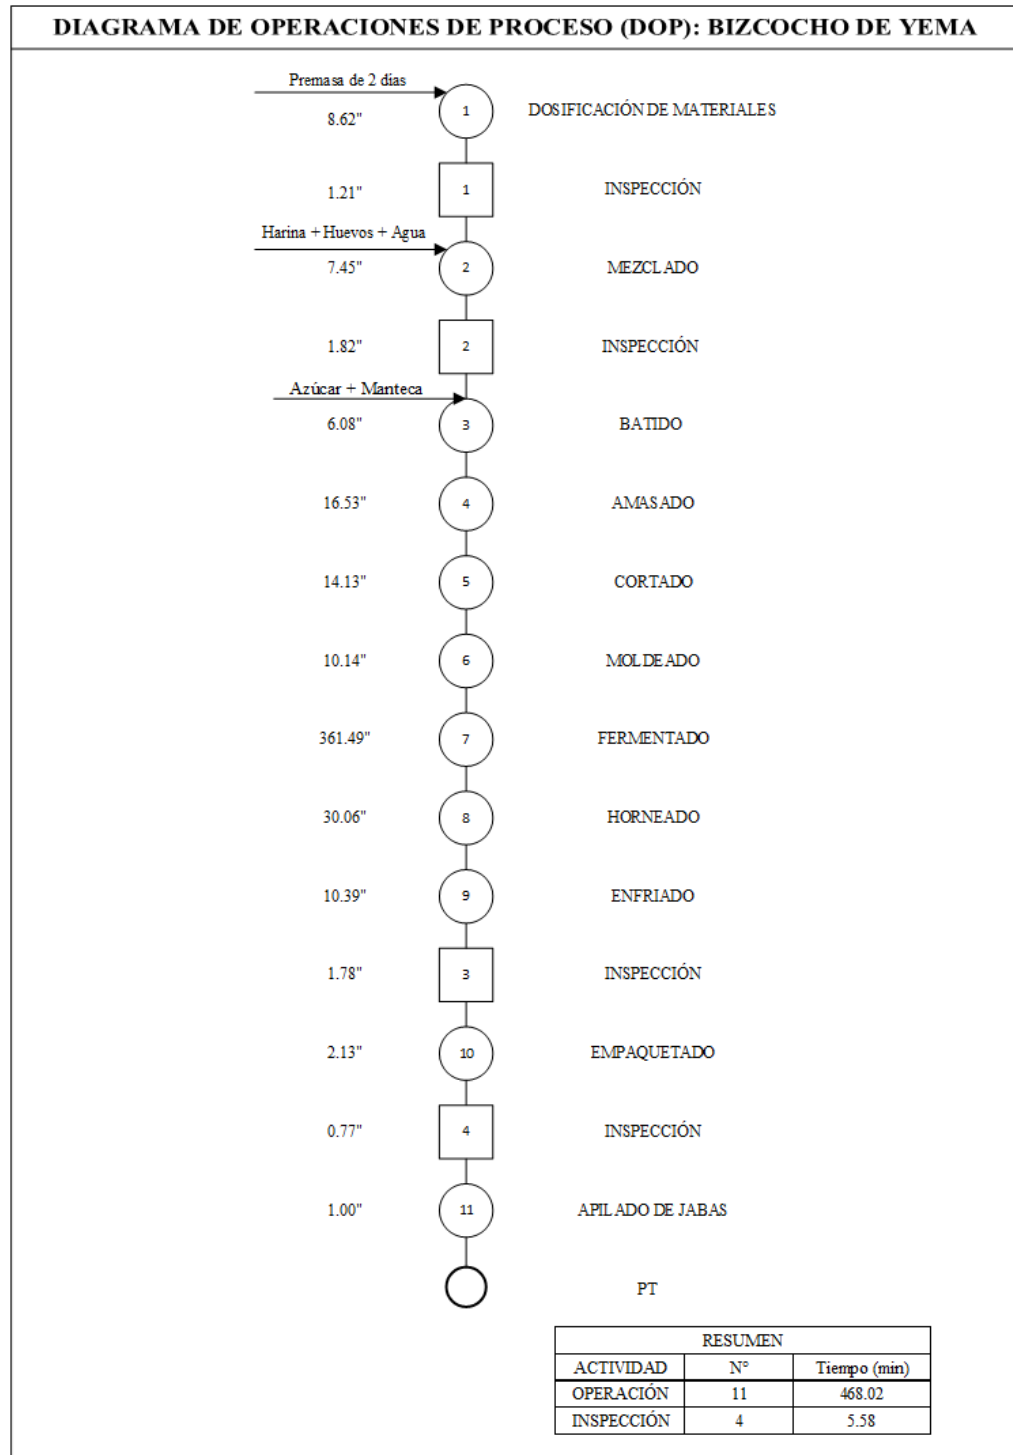 DIAGRAMA DE OPERACIONES DE PROCESO (DOP): BIZCOCHO DE YEMA
Premasa de 2 dias
8.62" 1 DOSIFICACIÓN DE MATERIALES
1.21" 1 INSPECCIÓN
Harina + Huevos + Agua
7.45" 2 MEZCLADO
1.82" 2 INSPECCIÓN
Azúcar + Manteca
6.08" 3 BATIDO
16.53" 4 AMASADO
14.13" 5 CORTADO
10.14" 6 MOLDEADO
361.49" 7 FERMENTADO
30.06" 8 HORNEADO
10.39" 9 ENFRIADO
1.78" 3 INSPECCIÓN
2.13" 10 EMPAQUETADO
0.77" 4 INSPECCIÓN
1.00" 11 APILADO DE JABAS
PT
RESUMEN
ACTIVIDAD N° Tiempo (min)
OPERACIÓN 11 468.02
INSPECCIÓN 4 5.58